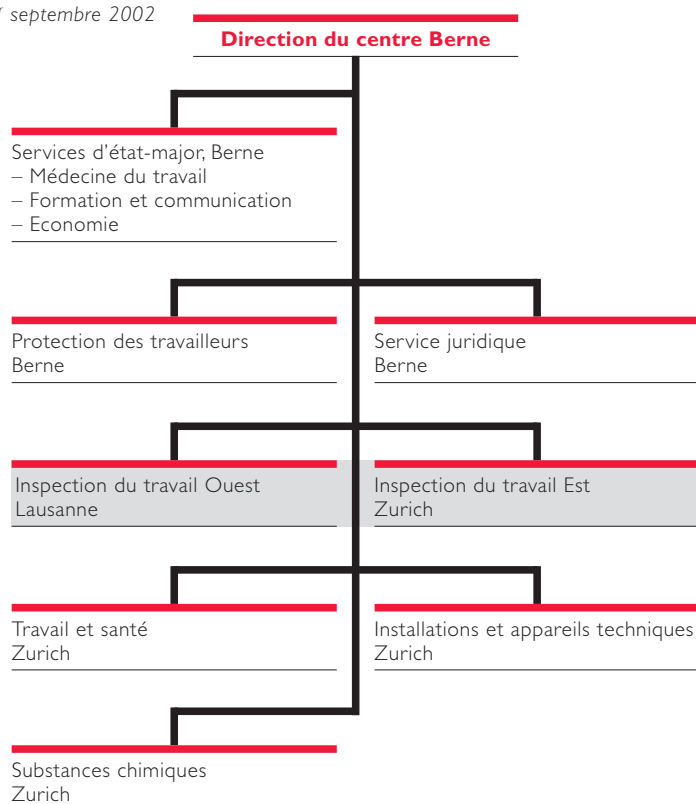 septembre 2002
Direction du centre Berne
Services d'état-major, Berne
– Médecine du travail
– Formation et communication
– Economie
Protection des travailleurs
Berne
Service juridique
Berne
Inspection du travail Ouest
Lausanne
Inspection du travail Est
Zurich
Travail et santé
Zurich
Installations et appareils techniques
Zurich
Substances chimiques
Zurich